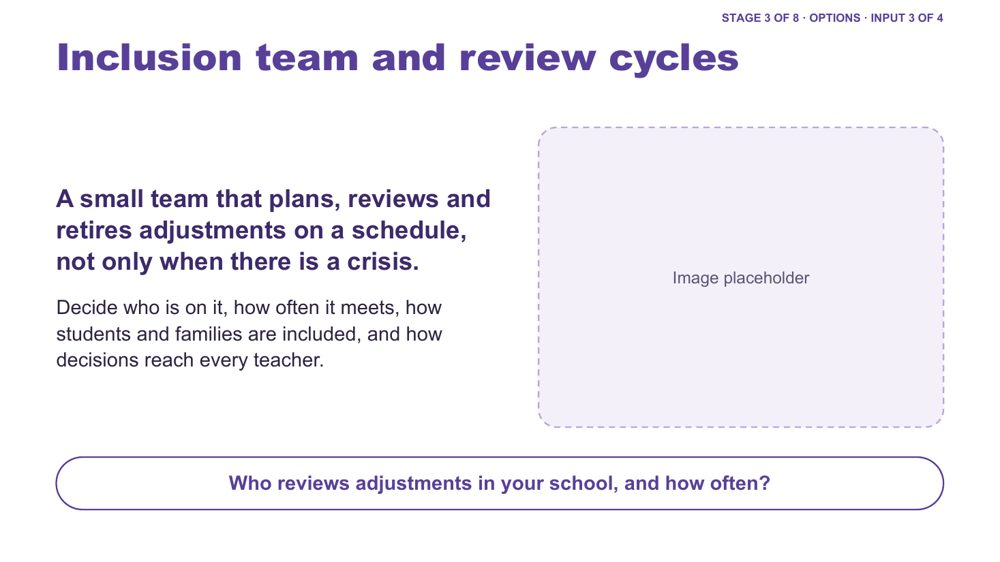 STAGE 3 OF 8 · OPTIONS · INPUT 3 OF 4
Inclusion team and review cycles
A small team that plans, reviews and
retires adjustments on a schedule,
not only when there is a crisis.
Decide who is on it, how often it meets, how
students and families are included, and how
decisions reach every teacher.
Image placeholder
Who reviews adjustments in your school, and how often?